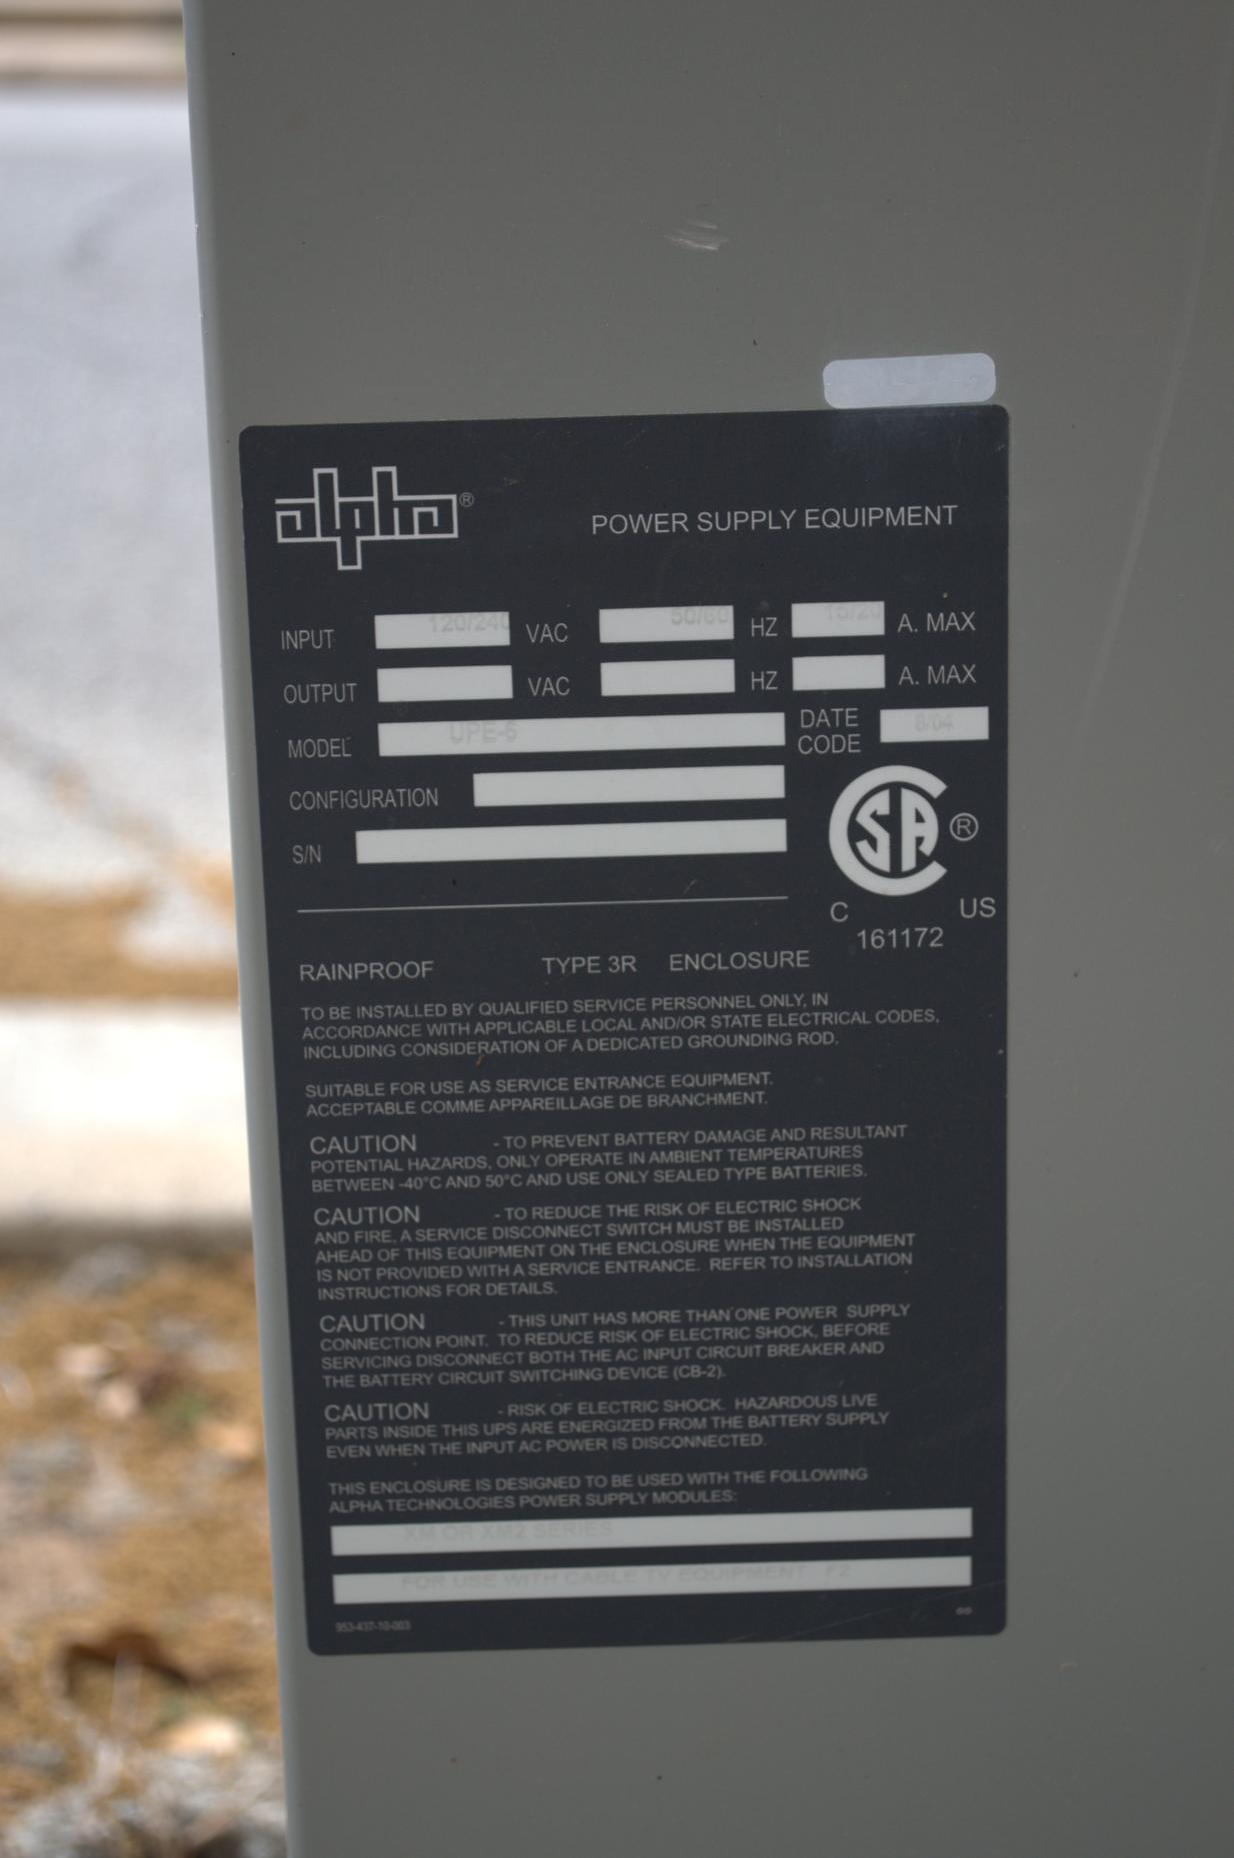 alpha®
POWER SUPPLY EQUIPMENT
INPUT 120/240 VAC 50/60 HZ 15/20 A. MAX
OUTPUT VAC HZ A. MAX
MODEL UPE-6 DATE CODE 8/04
CONFIGURATION
S/N
CSA ®
C US
161172
RAINPROOF TYPE 3R ENCLOSURE
TO BE INSTALLED BY QUALIFIED SERVICE PERSONNEL ONLY, IN
ACCORDANCE WITH APPLICABLE LOCAL AND/OR STATE ELECTRICAL CODES,
INCLUDING CONSIDERATION OF A DEDICATED GROUNDING ROD.
SUITABLE FOR USE AS SERVICE ENTRANCE EQUIPMENT.
ACCEPTABLE COMME APPAREILLAGE DE BRANCHMENT.
CAUTION - TO PREVENT BATTERY DAMAGE AND RESULTANT
POTENTIAL HAZARDS, ONLY OPERATE IN AMBIENT TEMPERATURES
BETWEEN -40°C AND 50°C AND USE ONLY SEALED TYPE BATTERIES.
CAUTION - TO REDUCE THE RISK OF ELECTRIC SHOCK
AND FIRE, A SERVICE DISCONNECT SWITCH MUST BE INSTALLED
AHEAD OF THIS EQUIPMENT ON THE ENCLOSURE WHEN THE EQUIPMENT
IS NOT PROVIDED WITH A SERVICE ENTRANCE. REFER TO INSTALLATION
INSTRUCTIONS FOR DETAILS.
CAUTION - THIS UNIT HAS MORE THAN ONE POWER SUPPLY
CONNECTION POINT. TO REDUCE RISK OF ELECTRIC SHOCK, BEFORE
SERVICING DISCONNECT BOTH THE AC INPUT CIRCUIT BREAKER AND
THE BATTERY CIRCUIT SWITCHING DEVICE (CB-2).
CAUTION - RISK OF ELECTRIC SHOCK. HAZARDOUS LIVE
PARTS INSIDE THIS UPS ARE ENERGIZED FROM THE BATTERY SUPPLY
EVEN WHEN THE INPUT AC POWER IS DISCONNECTED.
THIS ENCLOSURE IS DESIGNED TO BE USED WITH THE FOLLOWING
ALPHA TECHNOLOGIES POWER SUPPLY MODULES:
XM OR XM2 SERIES
FOR USE WITH CABLE TV EQUIPMENT F2
953-437-10-003